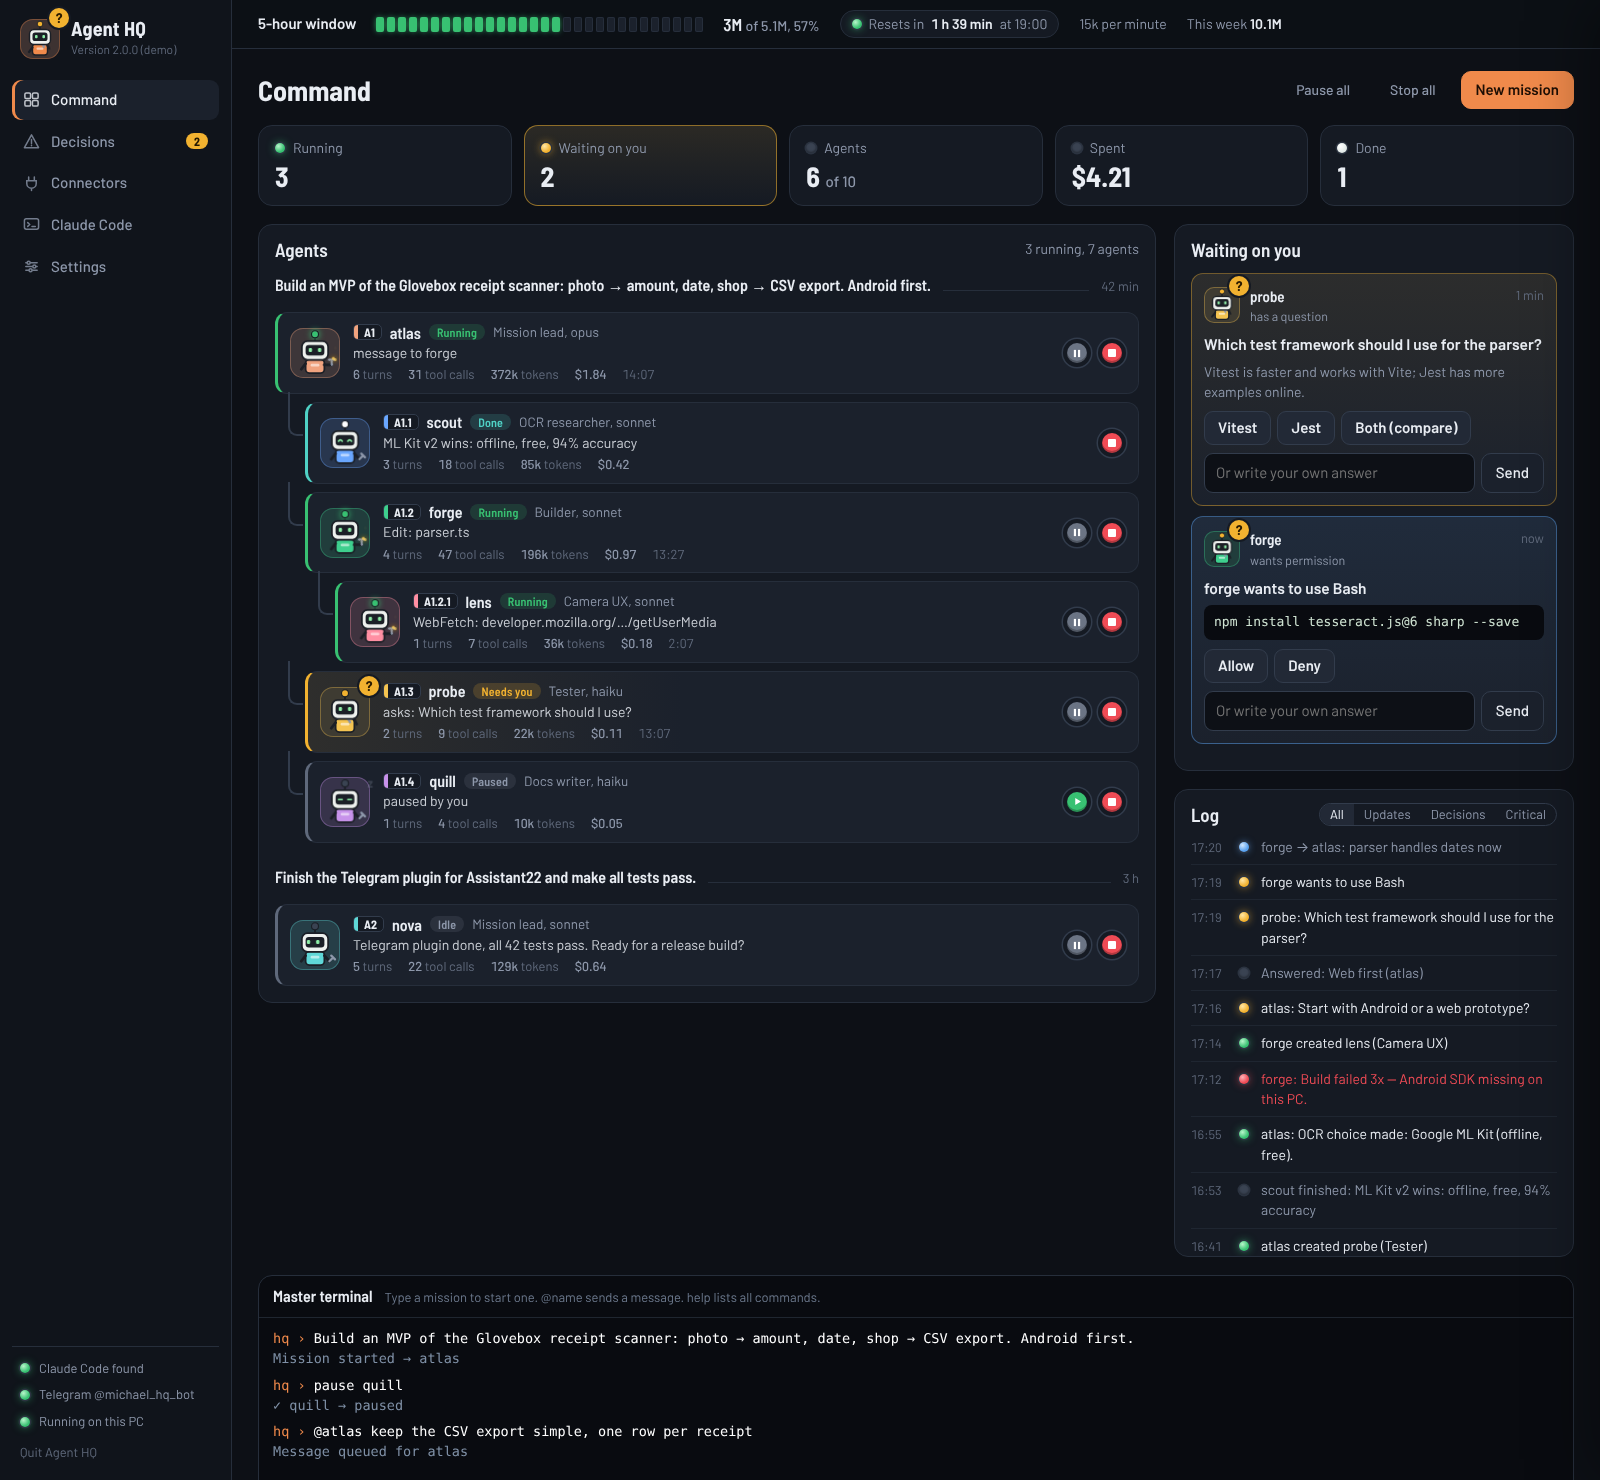 ?
Agent HQ
Version 2.0.0 (demo)
Command
Decisions
2
Connectors
Claude Code
Settings
Claude Code found
Telegram @michael_hq_bot
Running on this PC
Quit Agent HQ
5-hour window
3M of 5.1M, 57%
Resets in 1 h 39 min at 19:00
15k per minute
This week 10.1M
Command
Pause all
Stop all
New mission
Running
3
Waiting on you
2
Agents
6 of 10
Spent
$4.21
Done
1
Agents
3 running, 7 agents
Build an MVP of the Glovebox receipt scanner: photo → amount, date, shop → CSV export. Android first.
42 min
A1 atlas Running Mission lead, opus
message to forge
6 turns 31 tool calls 372k tokens $1.84 14:07
A1.1 scout Done OCR researcher, sonnet
ML Kit v2 wins: offline, free, 94% accuracy
3 turns 18 tool calls 85k tokens $0.42
A1.2 forge Running Builder, sonnet
Edit: parser.ts
4 turns 47 tool calls 196k tokens $0.97 13:27
A1.2.1 lens Running Camera UX, sonnet
WebFetch: developer.mozilla.org/…/getUserMedia
1 turns 7 tool calls 36k tokens $0.18 2:07
?
A1.3 probe Needs you Tester, haiku
asks: Which test framework should I use?
2 turns 9 tool calls 22k tokens $0.11 13:07
A1.4 quill Paused Docs writer, haiku
paused by you
1 turns 4 tool calls 10k tokens $0.05
Finish the Telegram plugin for Assistant22 and make all tests pass.
3 h
A2 nova Idle Mission lead, sonnet
Telegram plugin done, all 42 tests pass. Ready for a release build?
5 turns 22 tool calls 129k tokens $0.64
Waiting on you
?
probe
1 min
has a question
Which test framework should I use for the parser?
Vitest is faster and works with Vite; Jest has more
examples online.
Vitest
Jest
Both (compare)
Or write your own answer
Send
?
forge
now
wants permission
forge wants to use Bash
npm install tesseract.js@6 sharp --save
Allow
Deny
Or write your own answer
Send
Log
All
Updates
Decisions
Critical
17:20 forge → atlas: parser handles dates now
17:19 forge wants to use Bash
17:19 probe: Which test framework should I use for the
parser?
17:17 Answered: Web first (atlas)
17:16 atlas: Start with Android or a web prototype?
17:14 forge created lens (Camera UX)
17:12 forge: Build failed 3x — Android SDK missing on
this PC.
16:55 atlas: OCR choice made: Google ML Kit (offline,
free).
16:53 scout finished: ML Kit v2 wins: offline, free, 94%
accuracy
16:41 atlas created probe (Tester)
Master terminal
Type a mission to start one. @name sends a message. help lists all commands.
hq › Build an MVP of the Glovebox receipt scanner: photo → amount, date, shop → CSV export. Android first.
Mission started → atlas
hq › pause quill
✓ quill → paused
hq › @atlas keep the CSV export simple, one row per receipt
Message queued for atlas